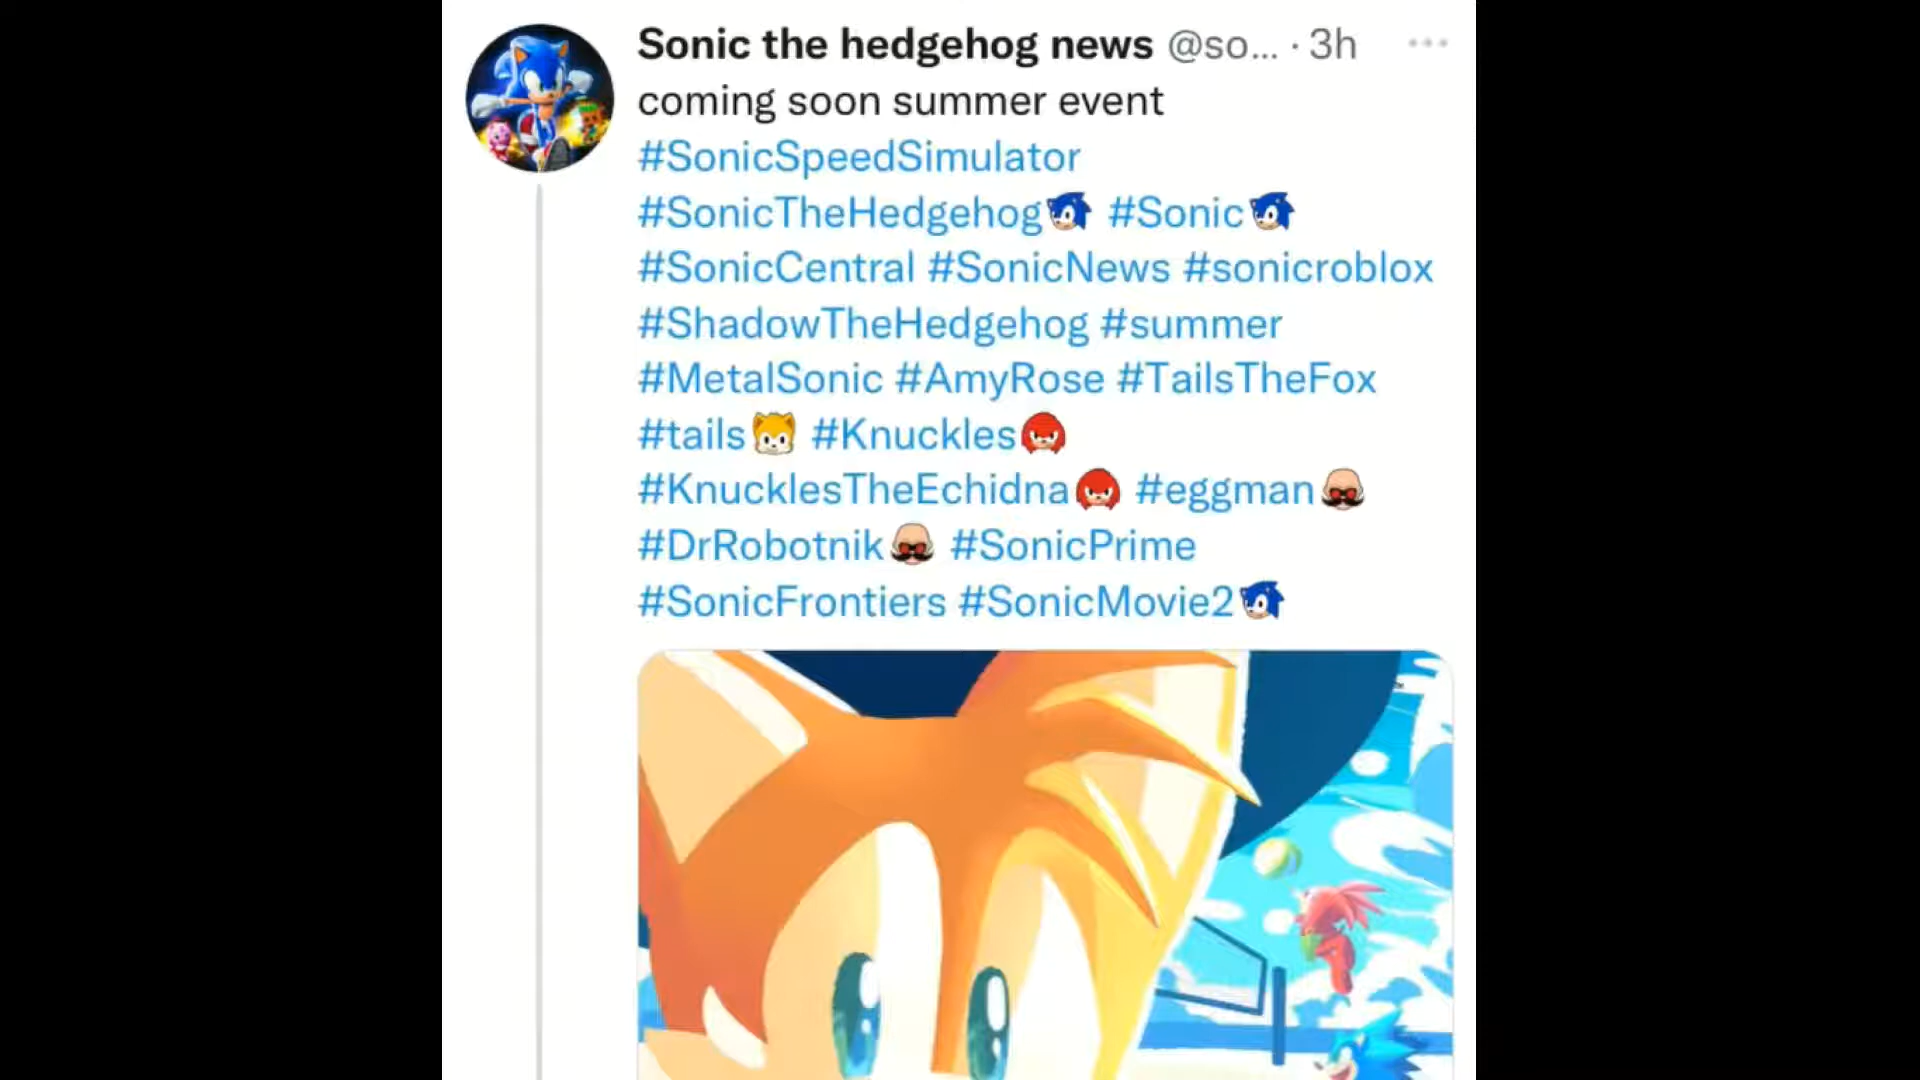 Sonic the hedgehog news @so... · 3h
coming soon summer event
#SonicSpeedSimulator
#SonicTheHedgehog #Sonic
#SonicCentral #SonicNews #sonicroblox
#ShadowTheHedgehog #summer
#MetalSonic #AmyRose #TailsTheFox
#tails #Knuckles
#KnucklesTheEchidna #eggman
#DrRobotnik #SonicPrime
#SonicFrontiers #SonicMovie2